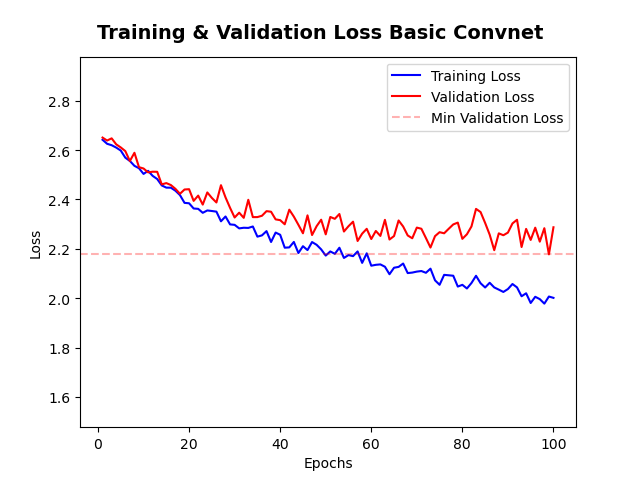 Training & Validation Loss Basic Convnet
Training Loss
Validation Loss
Min Validation Loss
Loss
2.8
2.6
2.4
2.2
2.0
1.8
1.6
0 20 40 60 80 100
Epochs